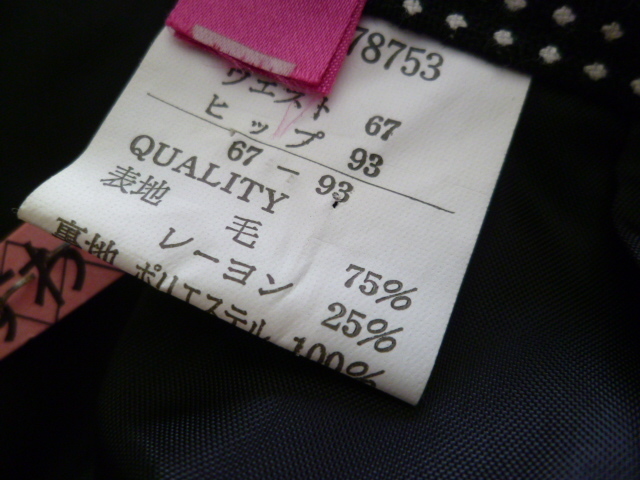 78753
ウエスト 67
ヒップ 93
67 - 93
QUALITY
表地 毛 75%
レーヨン 25%
裏地 ポリエステル 100%